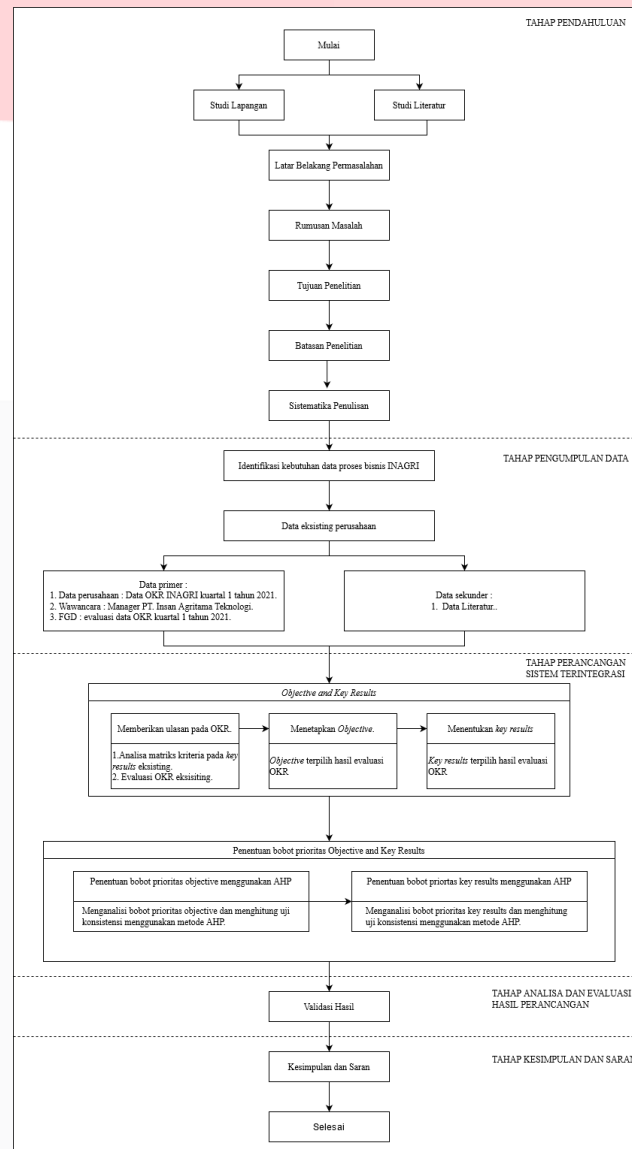 TAHAP PENDAHULUAN
Mulai
Studi Lapangan
Studi Literatur
Latar Belakang Permasalahan
Rumusan Masalah
Tujuan Penelitian
Batasan Penelitian
Sistematika Penulisan
TAHAP PENGUMPULAN DATA
Identifikasi kebutuhan data proses bisnis INAGRI
Data eksisting perusahaan
Data primer :
1. Data perusahaan : Data OKR INAGRI kuartal 1 tahun 2021.
2. Wawancara : Manager PT. Insan Agritama Teknologi.
3. FGD : evaluasi data OKR kuartal 1 tahun 2021.
Data sekunder :
1. Data Literatur..
TAHAP PERANCANGAN
SISTEM TERINTEGRASI
Objective and Key Results
Memberikan ulasan pada OKR.
1.Analisa matriks kriteria pada key
results eksisting.
2. Evaluasi OKR eksisiting.
Menetapkan Objective.
Objective terpilih hasil evaluasi
OKR
Menentukan key results
Key results terpilih hasil evaluasi
OKR
Penentuan bobot prioritas Objective and Key Results
Penentuan bobot prioritas objective menggunakan AHP
Menganalisi bobot prioritas objective dan menghitung uji
konsistensi menggunakan metode AHP.
Penentuan bobot priortas key results menggunakan AHP
Menganalisi bobot prioritas key results dan menghitung
uji konsistensi menggunakan metode AHP.
TAHAP ANALISA DAN EVALUASI
HASIL PERANCANGAN
Validasi Hasil
TAHAP KESIMPULAN DAN SARAN
Kesimpulan dan Saran
Selesai